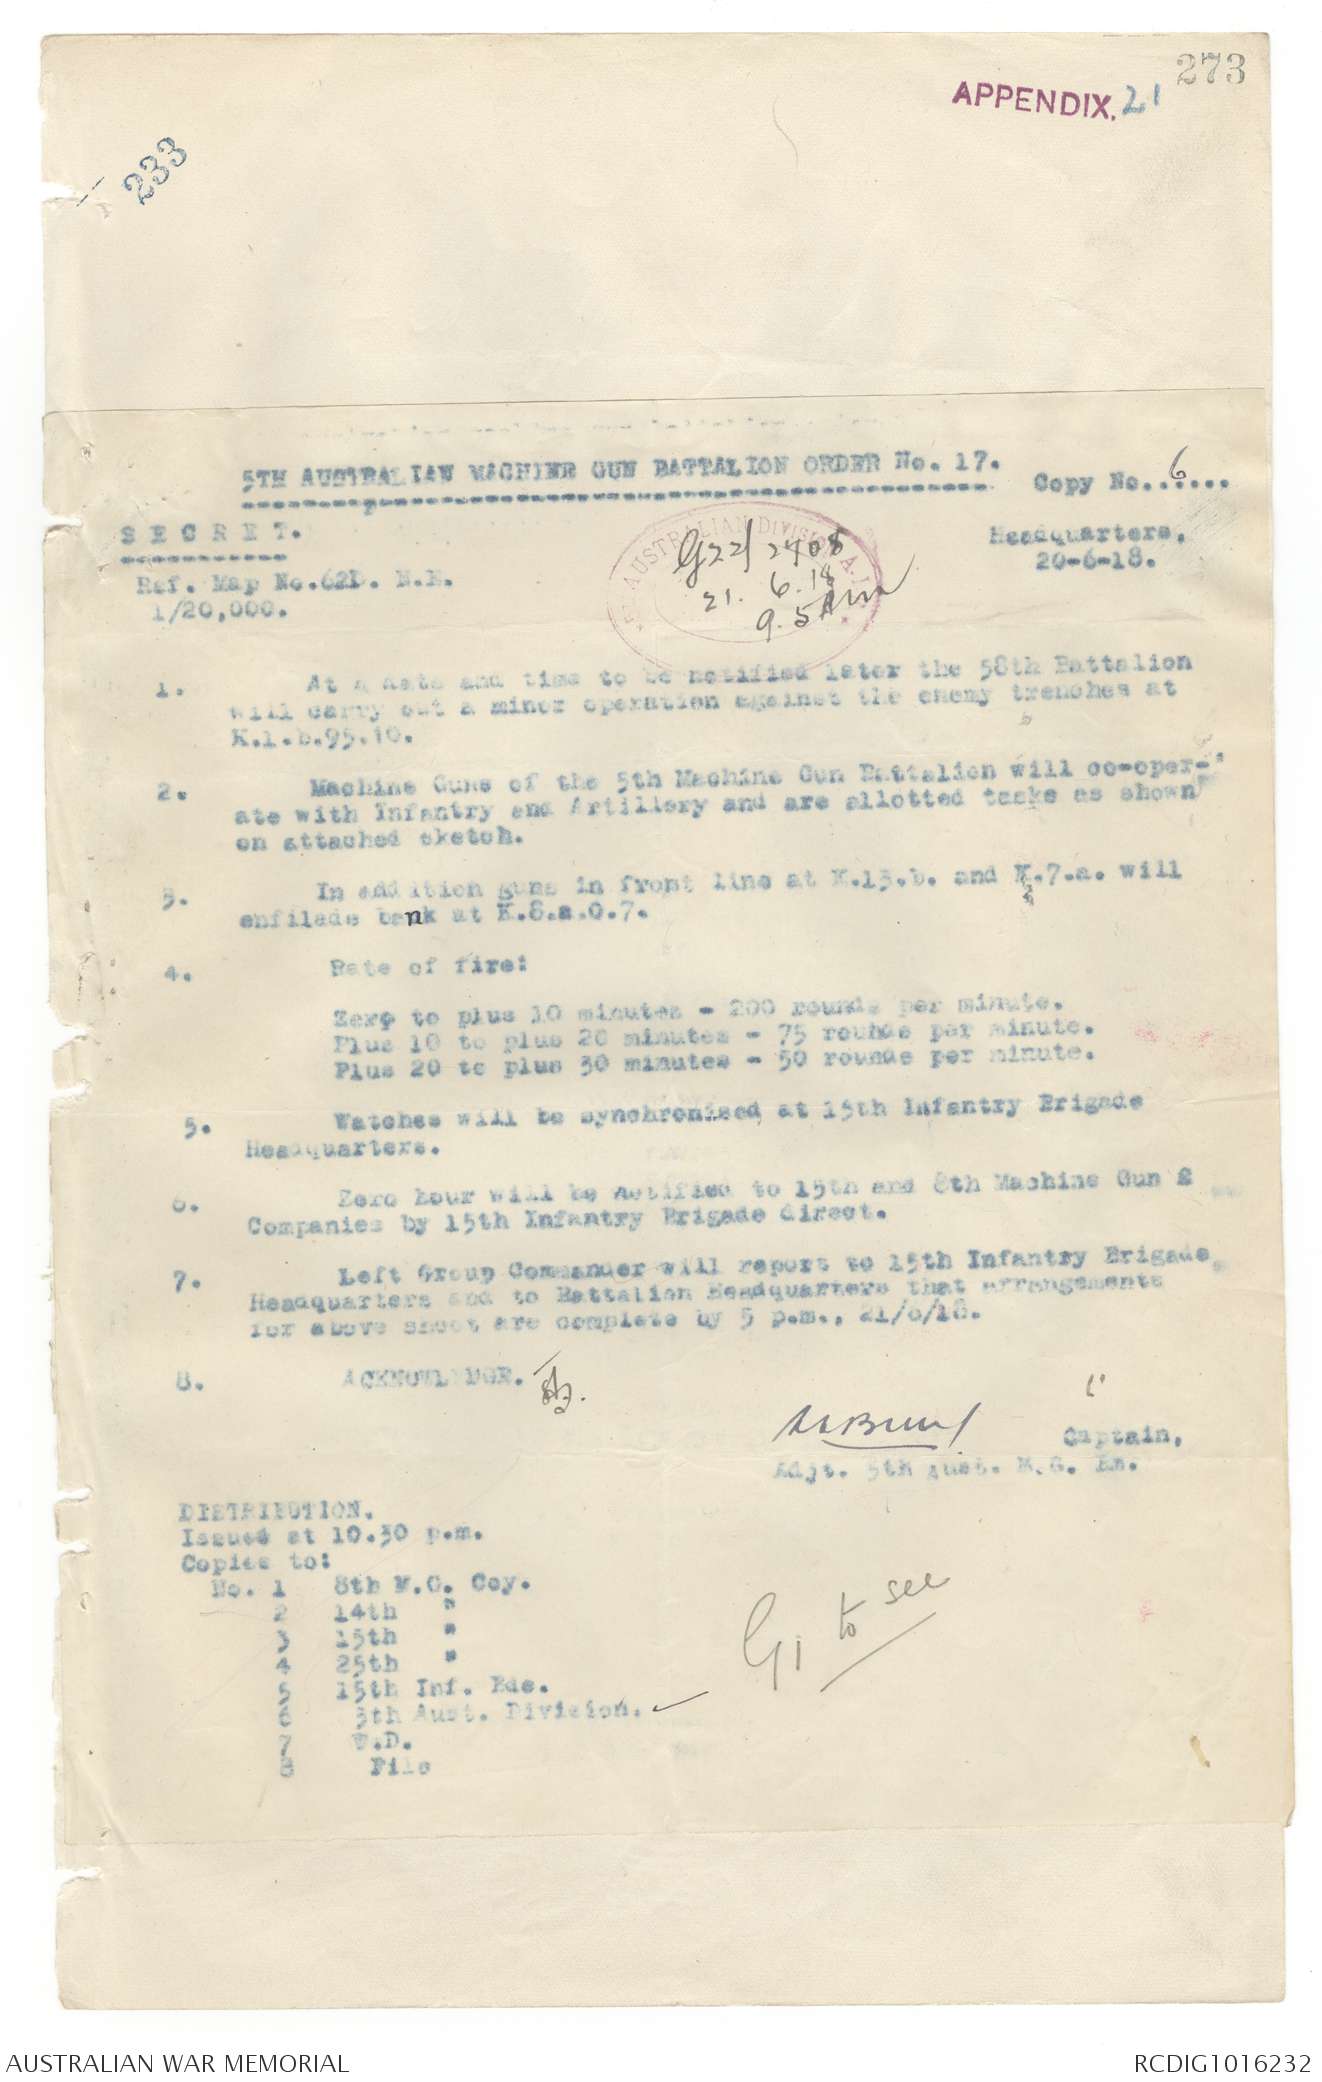 273
APPENDIX. 21
233
5TH AUSTRALIAN MACHINE GUN BATTALION ORDER No. 17.
Copy No..6....
SECRET.
Headquarters,
20-6-18.
Ref. Map No.62D. N.E.
1/20,000.
AUSTRALIAN DIVISION A.I.F.
2408
21. 6.18
9.5 AM
1. At a date and time to be notified later the 58th Battalion
will carry out a minor operation against the enemy trenches at
K.1.b.95.10.
2. Machine Guns of the 5th Machine Gun Battalion will co-oper-
ate with Infantry and Artillery and are allotted tasks as shown
on attached sketch.
3. In addition guns in front line at K.13.b. and K.7.a. will
enfilade bank at K.8.a.0.7.
4. Rate of fire:
Zero to plus 10 minutes - 200 rounds per minute.
Plus 10 to plus 20 minutes - 75 rounds per minute.
Plus 20 to plus 30 minutes - 50 rounds per minute.
5. Watches will be synchronised at 15th Infantry Brigade
Headquarters.
6. Zero hour will be notified to 15th and 8th Machine Gun
Companies by 15th Infantry Brigade direct.
7. Left Group Commander will report to 15th Infantry Brigade
Headquarters and to Battalion Headquarters that arrangements
for above shoot are complete by 5 p.m., 21/6/18.
8. ACKNOWLEDGE.
Captain,
Adjt. 5th Aust. M.G. Bn.
DISTRIBUTION.
Issued at 10.30 p.m.
Copies to:
No. 1 8th M.G. Coy.
2 14th "
3 15th "
4 25th "
5 15th Inf. Bde.
6 5th Aust. Division.
7 W.D.
8 File
G1 to see
AUSTRALIAN WAR MEMORIAL
RCDIG1016232